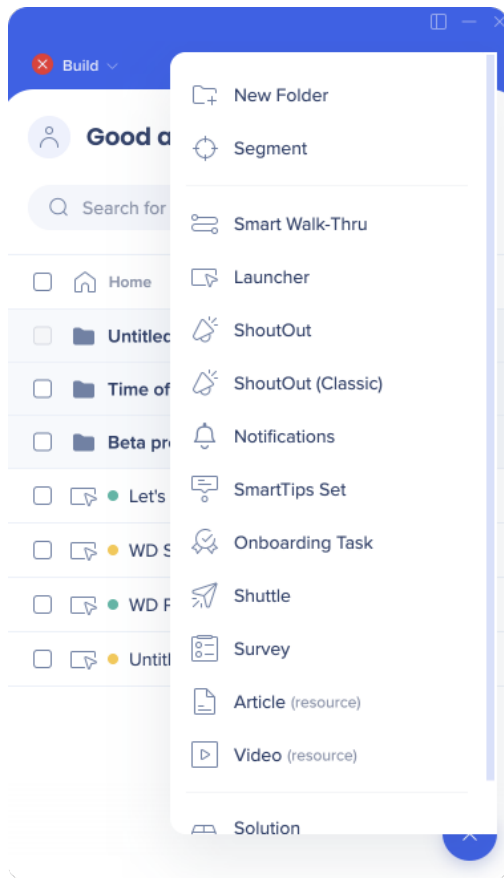 Build
Good a
Search for
Home
Untitled
Time of
Beta pr
Let's
WD S
WD F
Untitl
New Folder
Segment
Smart Walk-Thru
Launcher
ShoutOut
ShoutOut (Classic)
Notifications
SmartTips Set
Onboarding Task
Shuttle
Survey
Article (resource)
Video (resource)
Solution